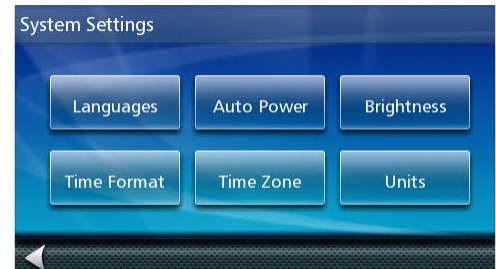 System Settings
Languages Auto Power Brightness
Time Format Time Zone Units